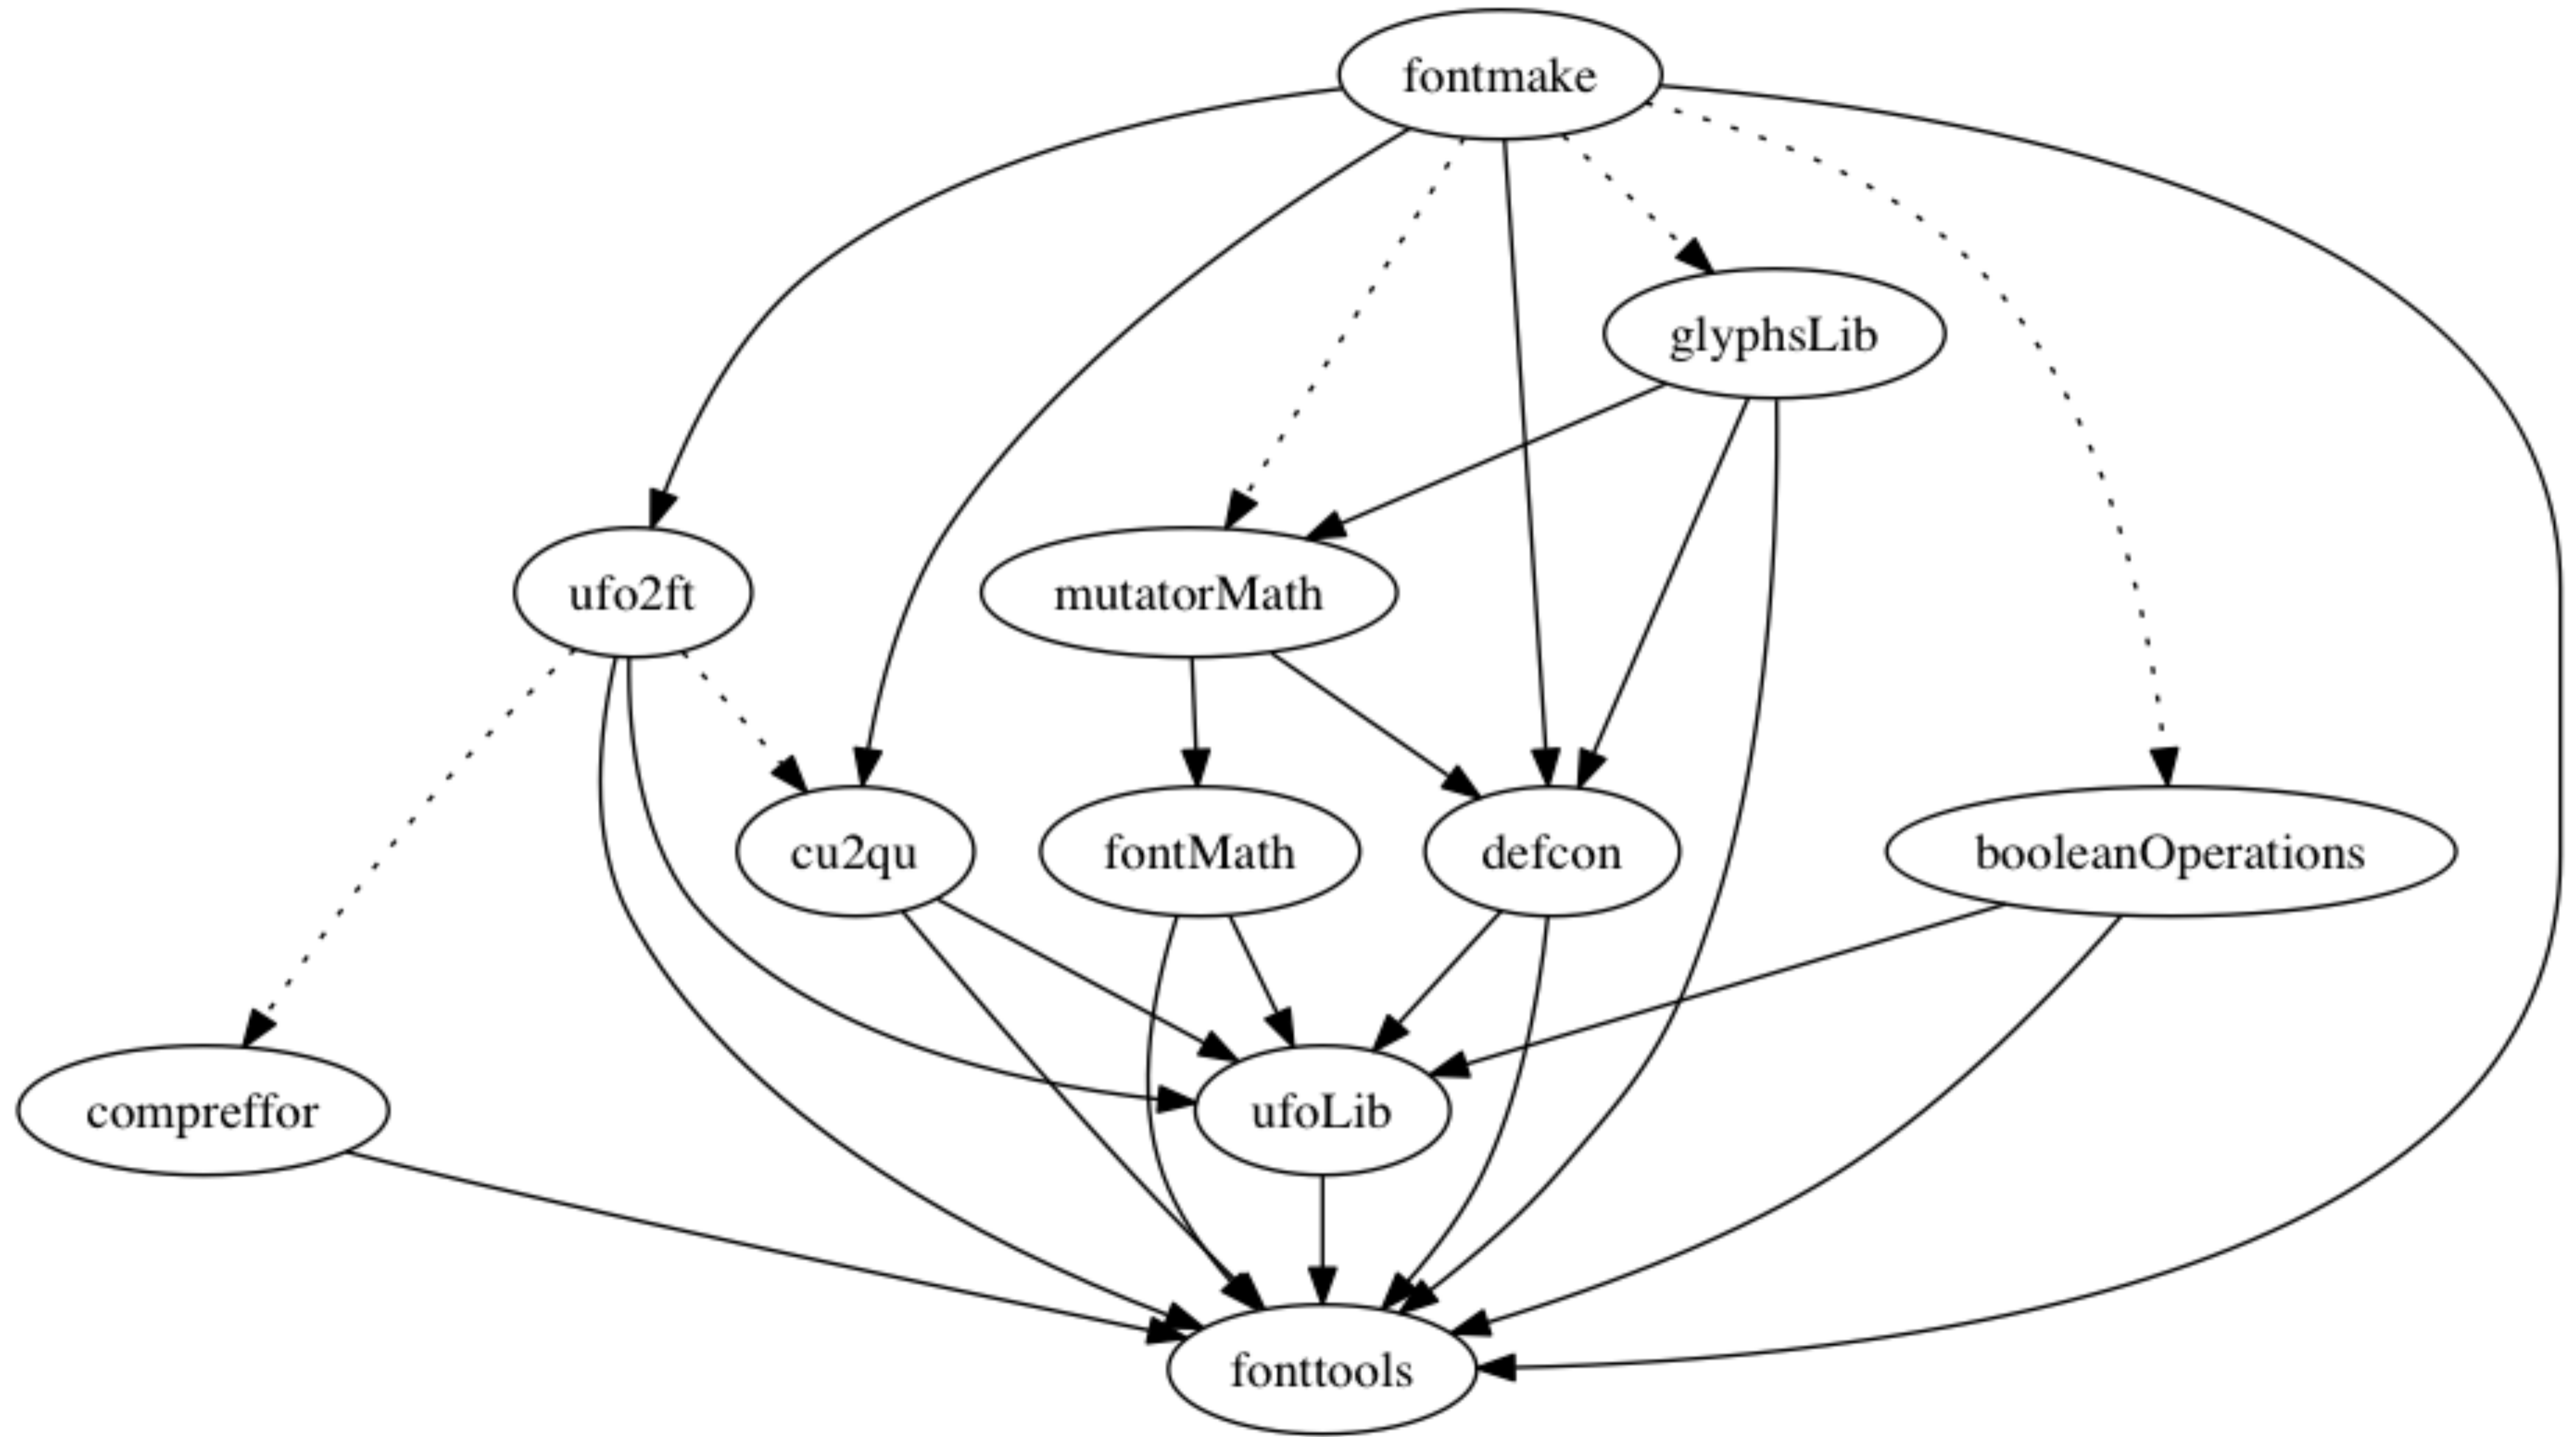 fontmake
glyphsLib
ufo2ft
mutatorMath
cu2qu
fontMath
defcon
booleanOperations
compreffor
ufoLib
fonttools